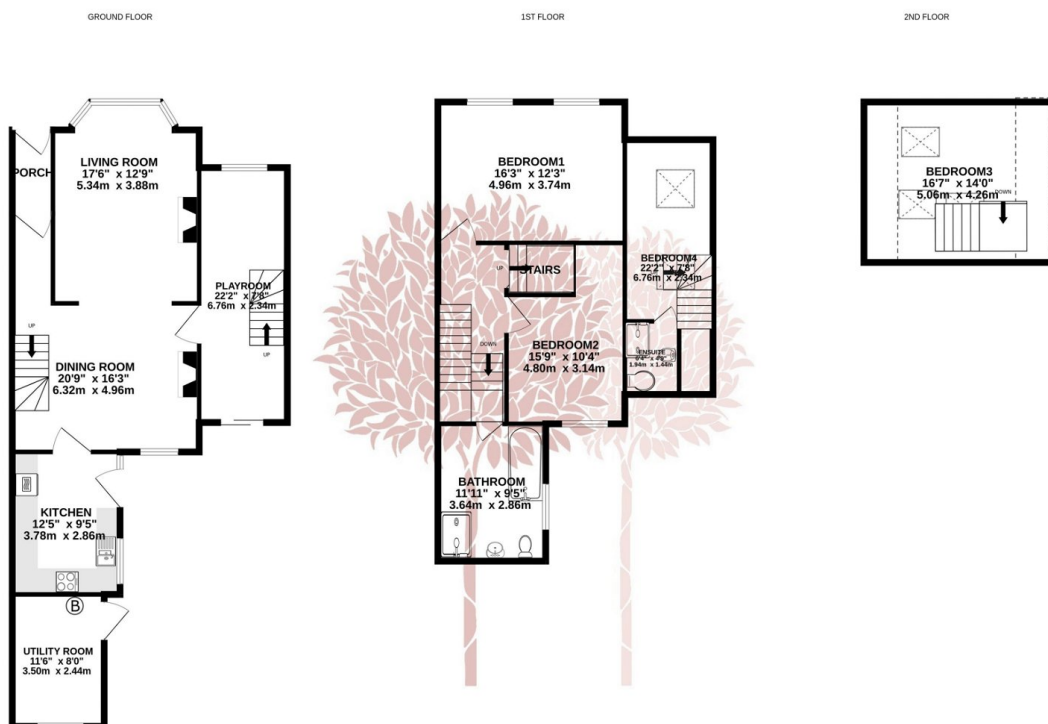 GROUND FLOOR
1ST FLOOR
2ND FLOOR
PORCH
LIVING ROOM
17'6" x 12'9"
5.34m x 3.88m
PLAYROOM
22'2" x 7'8"
6.76m x 2.34m
UP
UP
DINING ROOM
20'9" x 16'3"
6.32m x 4.96m
KITCHEN
12'5" x 9'5"
3.78m x 2.86m
B
UTILITY ROOM
11'6" x 8'0"
3.50m x 2.44m
BEDROOM1
16'3" x 12'3"
4.96m x 3.74m
UP
STAIRS
BEDROOM4
22'2" x 7'8"
6.76m x 2.34m
DOWN
BEDROOM2
15'9" x 10'4"
4.80m x 3.14m
ENSUITE
1.94m x 1.44m
BATHROOM
11'11" x 9'5"
3.64m x 2.86m
BEDROOM3
16'7" x 14'0"
5.06m x 4.26m
DOWN